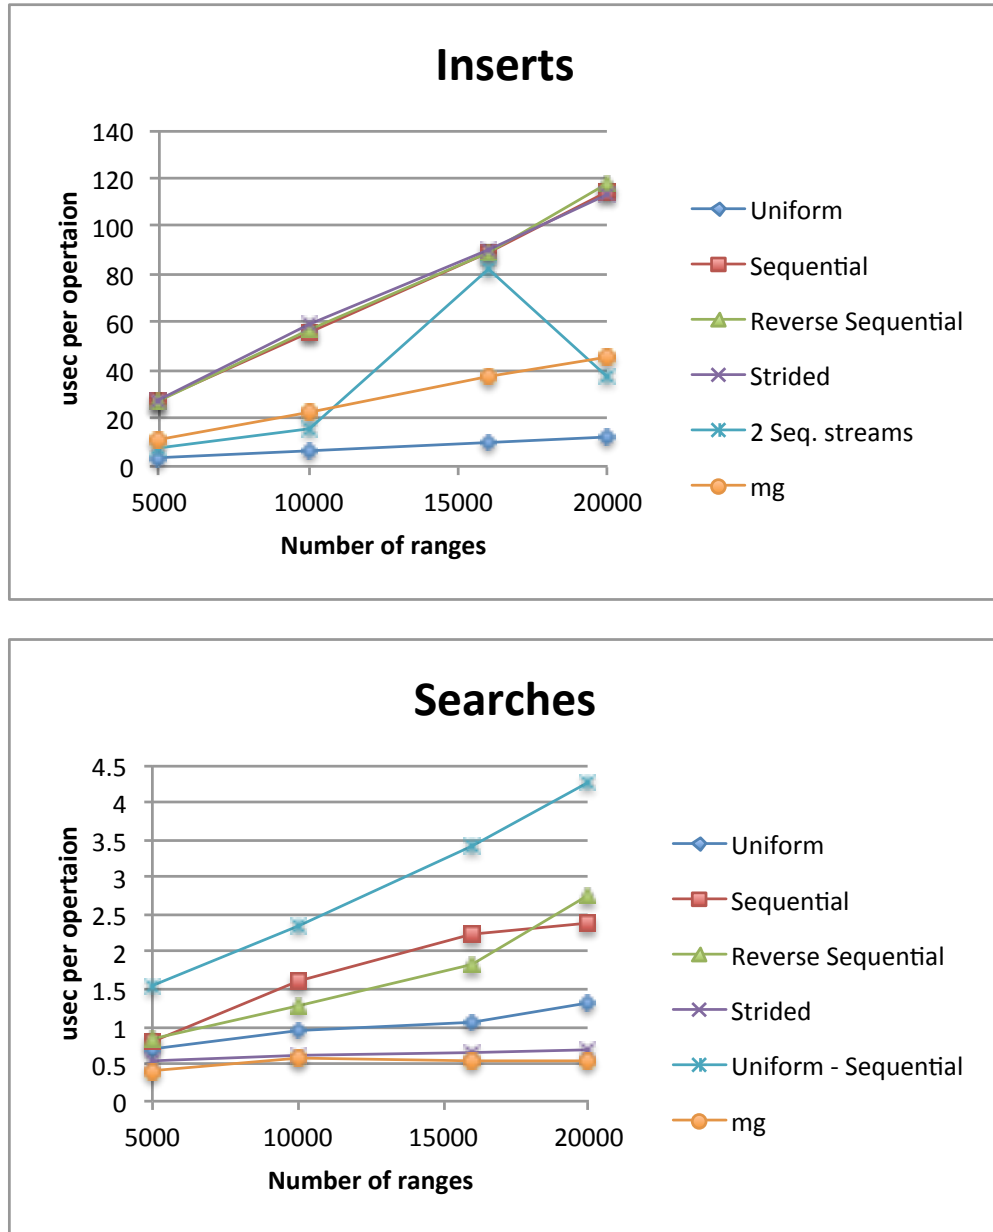 Inserts
140
120
100
80
60
40
20
0
usec per opertaion
5000
10000
15000
20000
Number of ranges
Uniform
Sequential
Reverse Sequential
Strided
2 Seq. streams
mg
Searches
4.5
4
3.5
3
2.5
2
1.5
1
0.5
0
usec per opertaion
5000
10000
15000
20000
Number of ranges
Uniform
Sequential
Reverse Sequential
Strided
Uniform - Sequential
mg